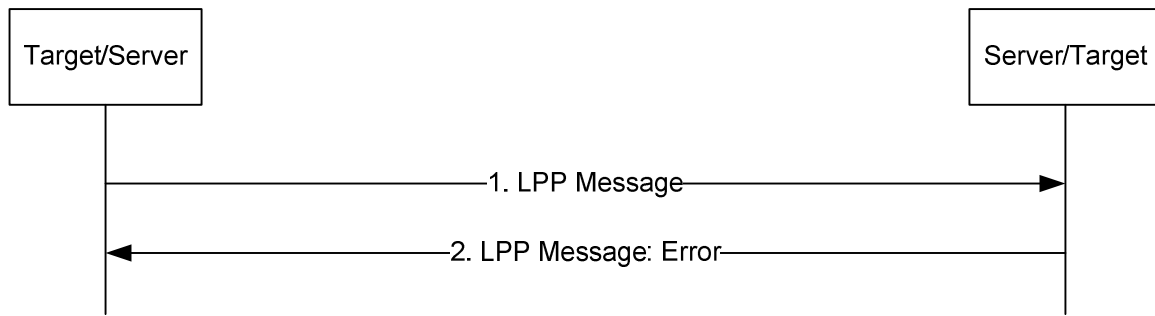 Target/Server
Server/Target
1. LPP Message
2. LPP Message: Error